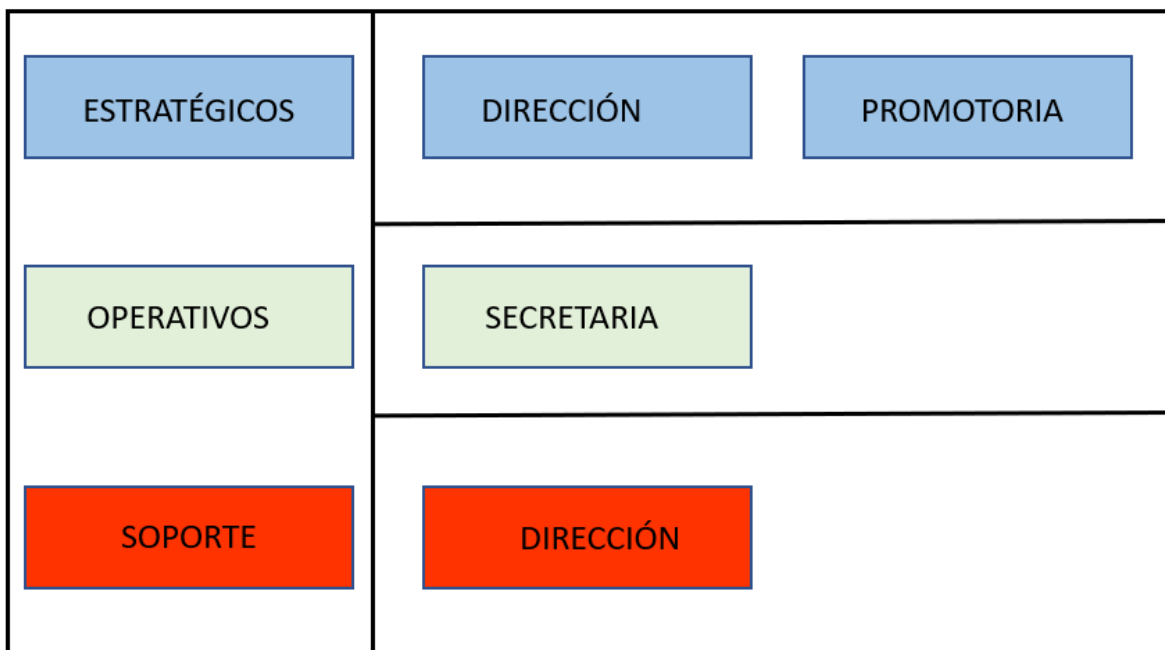 ESTRATÉGICOS
DIRECCIÓN
PROMOTORIA
OPERATIVOS
SECRETARIA
SOPORTE
DIRECCIÓN